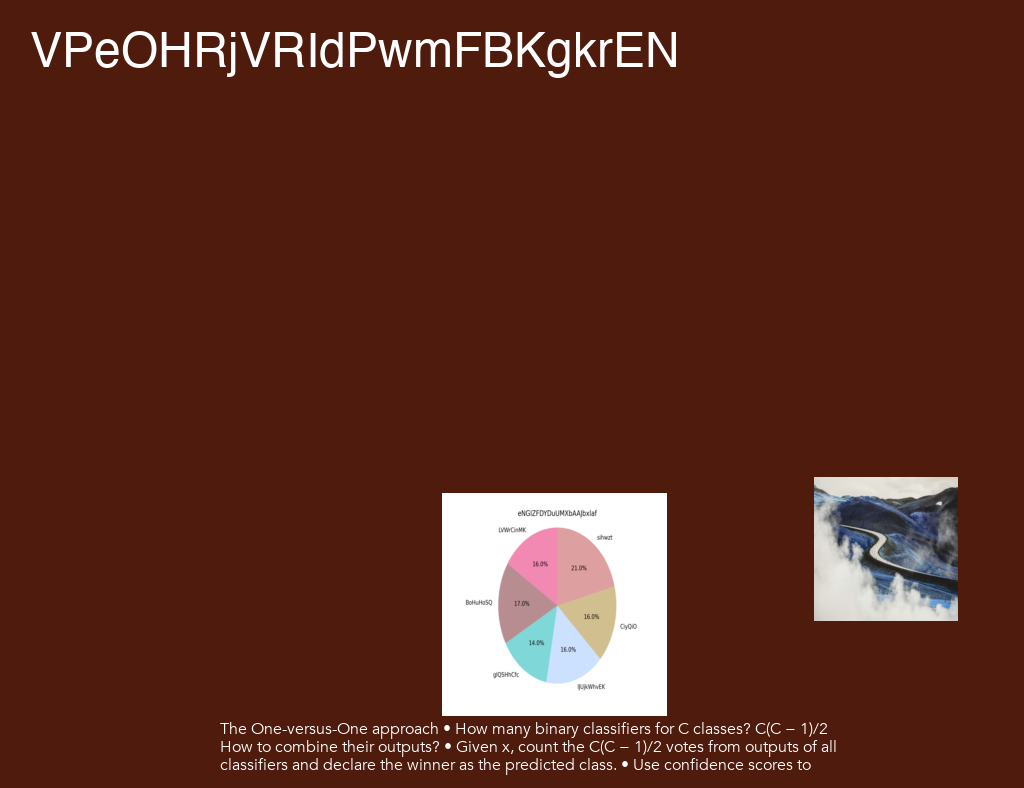 VPeOHRjVRIdPwmFBKgkrEN
eNGIZFDYDuUMXbAAJbxlaf
LVWrCinMK
sihwzt
16.0%
21.0%
BoHuHoSQ
17.0%
16.0%
CiyQiO
14.0%
16.0%
glQSHhCfc
IJUjkWhvEK
The One-versus-One approach • How many binary classifiers for C classes? C(C − 1)/2
How to combine their outputs? • Given x, count the C(C − 1)/2 votes from outputs of all
classifiers and declare the winner as the predicted class. • Use confidence scores to